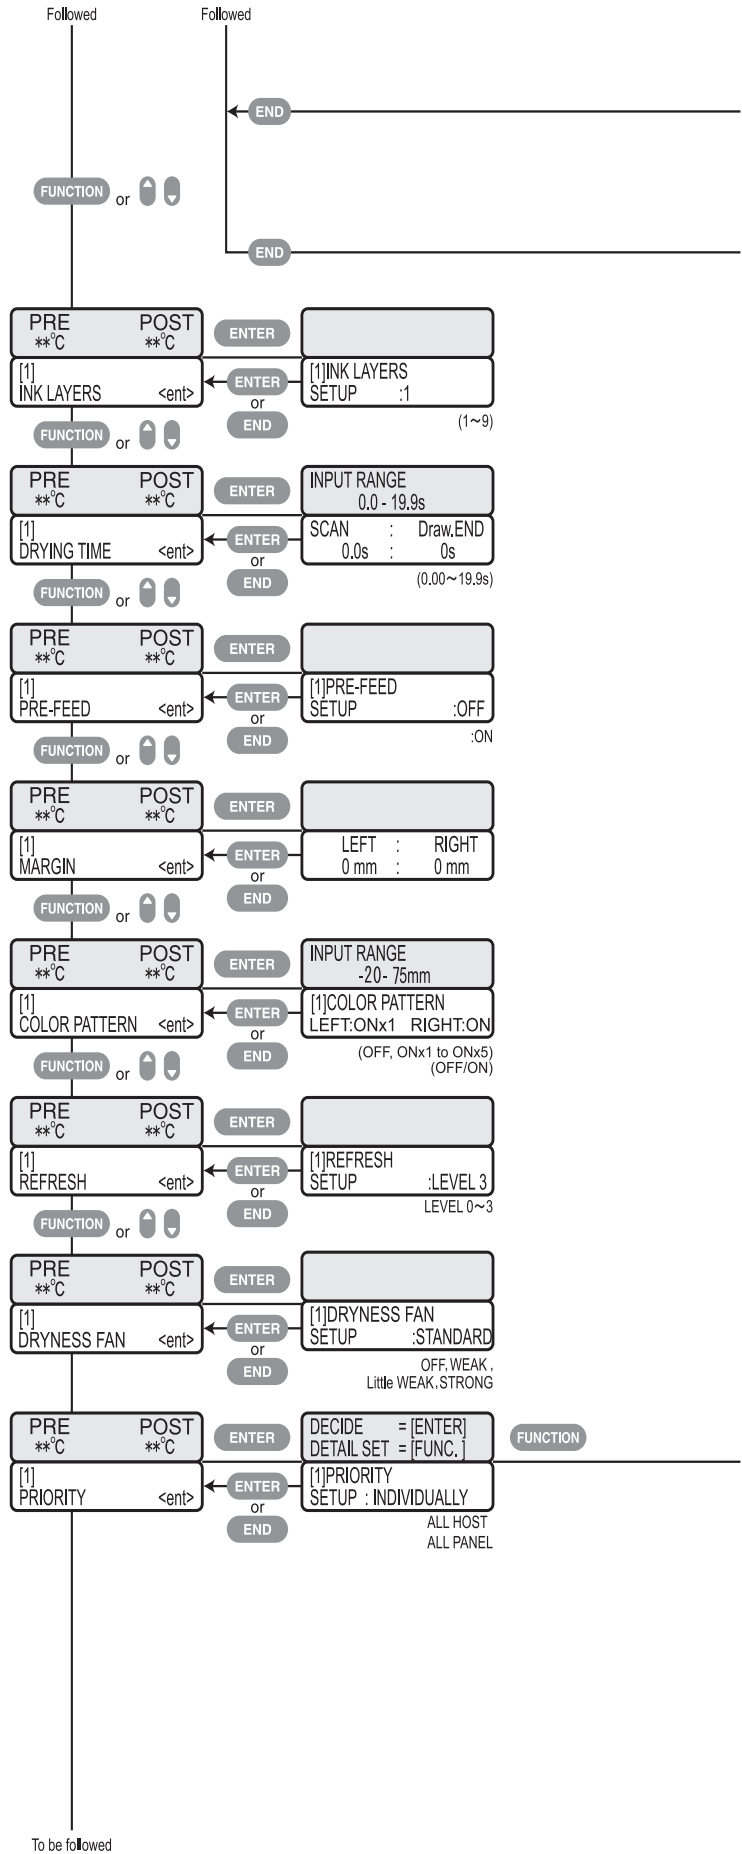 Followed Followed
END
FUNCTION or
END
PRE POST ENTER
**°C **°C
[1] ENTER [1]INK LAYERS
INK LAYERS <ent> or SETUP :1
END (1~9)
FUNCTION or
PRE POST ENTER INPUT RANGE
**°C **°C 0.0 - 19.9s
[1] ENTER SCAN : Draw.END
DRYING TIME <ent> or 0.0s : 0s
END (0.00~19.9s)
FUNCTION or
PRE POST ENTER
**°C **°C
[1] ENTER [1]PRE-FEED
PRE-FEED <ent> or SETUP :OFF
END :ON
FUNCTION or
PRE POST ENTER
**°C **°C
[1] ENTER LEFT : RIGHT
MARGIN <ent> or 0 mm : 0 mm
END
FUNCTION or
PRE POST ENTER INPUT RANGE
**°C **°C -20- 75mm
[1] ENTER [1]COLOR PATTERN
COLOR PATTERN <ent> or LEFT:ONx1 RIGHT:ON
END (OFF, ONx1 to ONx5)
(OFF/ON)
FUNCTION or
PRE POST ENTER
**°C **°C
[1] ENTER [1]REFRESH
REFRESH <ent> or SETUP :LEVEL 3
END LEVEL 0~3
FUNCTION or
PRE POST ENTER
**°C **°C
[1] ENTER [1]DRYNESS FAN
DRYNESS FAN <ent> or SETUP :STANDARD
END OFF, WEAK ,
Little WEAK, STRONG
PRE POST ENTER DECIDE = [ENTER] FUNCTION
**°C **°C DETAIL SET = [FUNC. ]
[1] ENTER [1]PRIORITY
PRIORITY <ent> or SETUP : INDIVIDUALLY
END ALL HOST
ALL PANEL
To be followed